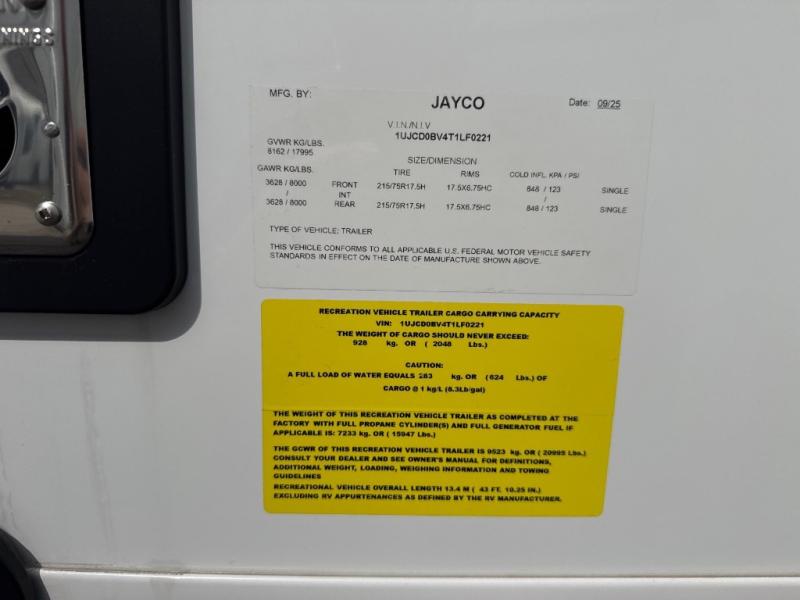 NINGS
MFG. BY:
JAYCO
Date: 09/25
V.I.N./N.I.V
1UJCD0BV4T1LF0221
GVWR KG/LBS.
8162 / 17995
SIZE/DIMENSION
GAWR KG/LBS. TIRE RIMS COLD INFL. KPA / PSI
3628 / 8000 FRONT 215/75R17.5H 17.5X6.75HC 848 / 123 SINGLE
/ INT /
3628 / 8000 REAR 215/75R17.5H 17.5X6.75HC 848 / 123 SINGLE
TYPE OF VEHICLE: TRAILER
THIS VEHICLE CONFORMS TO ALL APPLICABLE U.S. FEDERAL MOTOR VEHICLE SAFETY
STANDARDS IN EFFECT ON THE DATE OF MANUFACTURE SHOWN ABOVE.
RECREATION VEHICLE TRAILER CARGO CARRYING CAPACITY
VIN: 1UJCD0BV4T1LF0221
THE WEIGHT OF CARGO SHOULD NEVER EXCEED:
928 kg. OR ( 2048 Lbs.)
CAUTION:
A FULL LOAD OF WATER EQUALS 283 kg. OR (624 Lbs.) OF
CARGO @ 1 kg/L (8.3Lb/gal)
THE WEIGHT OF THIS RECREATION VEHICLE TRAILER AS COMPLETED AT THE
FACTORY WITH FULL PROPANE CYLINDER(S) AND FULL GENERATOR FUEL IF
APPLICABLE IS: 7233 kg. OR ( 15947 Lbs.)
THE GCWR OF THIS RECREATION VEHICLE TRAILER IS 9523 kg. OR ( 20995 Lbs.)
CONSULT YOUR DEALER AND SEE OWNER'S MANUAL FOR DEFINITIONS,
ADDITIONAL WEIGHT, LOADING, WEIGHING INFORMATION AND TOWING
GUIDELINES
RECREATIONAL VEHICLE OVERALL LENGTH 13.4 M ( 43 FT. 10.25 IN.)
EXCLUDING RV APPURTENANCES AS DEFINED BY THE RV MANUFACTURER.